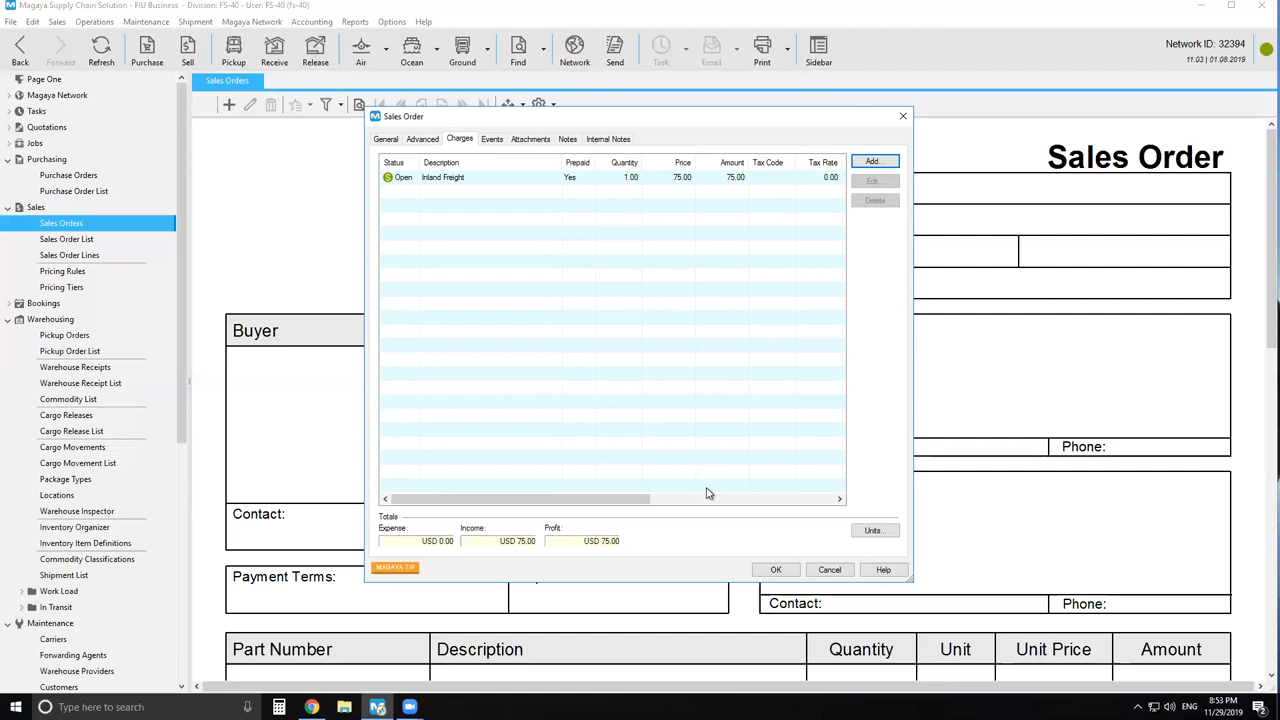 Magaya Supply Chain Solution - FIU Business - Division: FS-40 - User: FS-40 (fs-40)
File Edit Sales Operations Maintenance Shipment Magaya Network Accounting Reports Options Help
Back Forward Refresh Purchase Sell Pickup Receive Release Air Ocean Ground Find Network Send Task Email Print Sidebar
Network ID: 32394
11.03 | 01.08.2019
Page One
Magaya Network
Tasks
Quotations
Jobs
Purchasing
Purchase Orders
Purchase Order List
Sales
Sales Orders
Sales Order List
Sales Order Lines
Pricing Rules
Pricing Tiers
Bookings
Warehousing
Pickup Orders
Pickup Order List
Warehouse Receipts
Warehouse Receipt List
Commodity List
Cargo Releases
Cargo Release List
Cargo Movements
Cargo Movement List
Package Types
Locations
Warehouse Inspector
Inventory Organizer
Inventory Item Definitions
Commodity Classifications
Shipment List
Work Load
In Transit
Maintenance
Carriers
Forwarding Agents
Warehouse Providers
Customers
Sales Orders
Sales Order
Buyer
Contact:
Payment Terms:
Phone:
Contact: Phone:
Part Number Description Quantity Unit Unit Price Amount
Sales Order
General Advanced Charges Events Attachments Notes Internal Notes
Status Description Prepaid Quantity Price Amount Tax Code Tax Rate
S Open Inland Freight Yes 1.00 75.00 75.00 0.00
Add...
Edit...
Delete
Totals
Expense: Income: Profit:
USD 0.00 USD 75.00 USD 75.00
Units...
MAGAYA TIP
OK Cancel Help
Type here to search
ENG
8:53 PM
11/29/2019
2